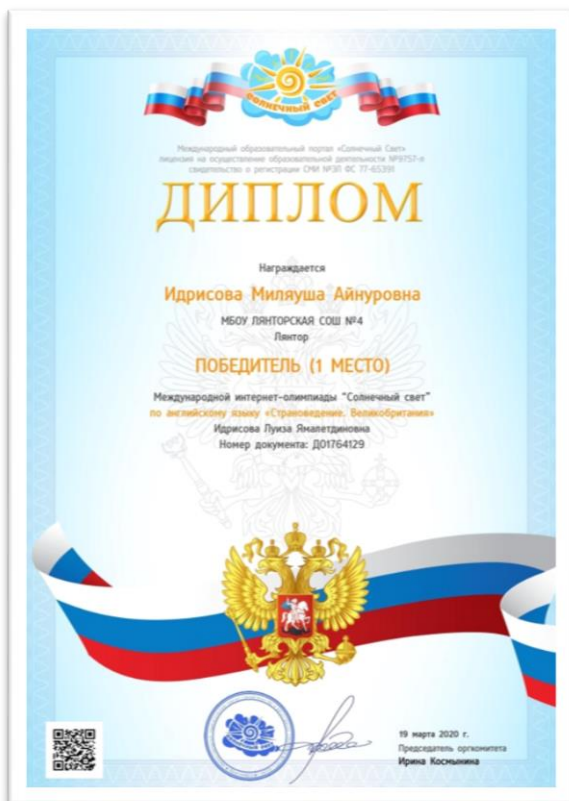 СОЛНЕЧНЫЙ СВЕТ
Международный образовательный портал «Солнечный Свет»
лицензия на осуществление образовательной деятельности №9757-л
свидетельство о регистрации СМИ №ЭЛ ФС 77-65391
ДИПЛОМ
Награждается
Идрисова Миляуша Айнуровна
МБОУ ЛЯНТОРСКАЯ СОШ №4
Лянтор
ПОБЕДИТЕЛЬ (1 МЕСТО)
Международной интернет-олимпиады "Солнечный свет"
по английскому языку «Страноведение. Великобритания»
Идрисова Луиза Ямалетдиновна
Номер документа: ДО1764129
19 марта 2020 г.
Председатель оргкомитета
Ирина Космынина